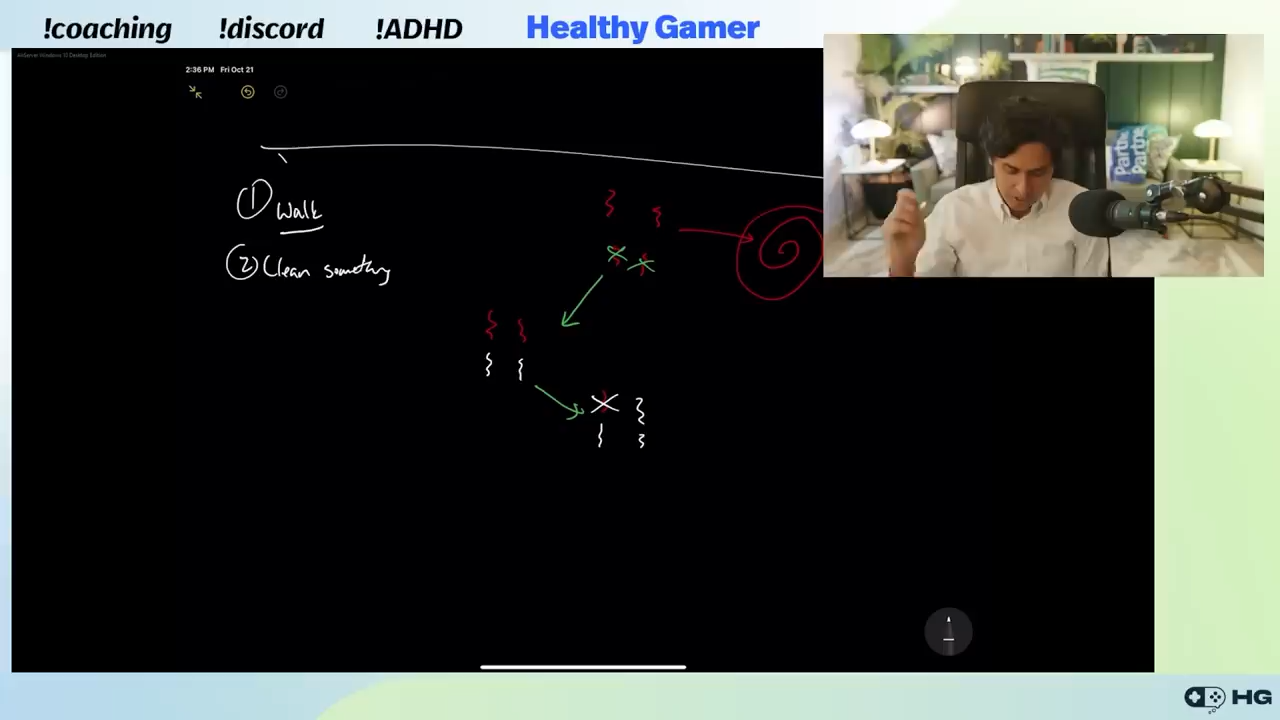 !coaching !discord !ADHD Healthy Gamer
2:36 PM Fri Oct 21
① Walk
② Clean something
HG